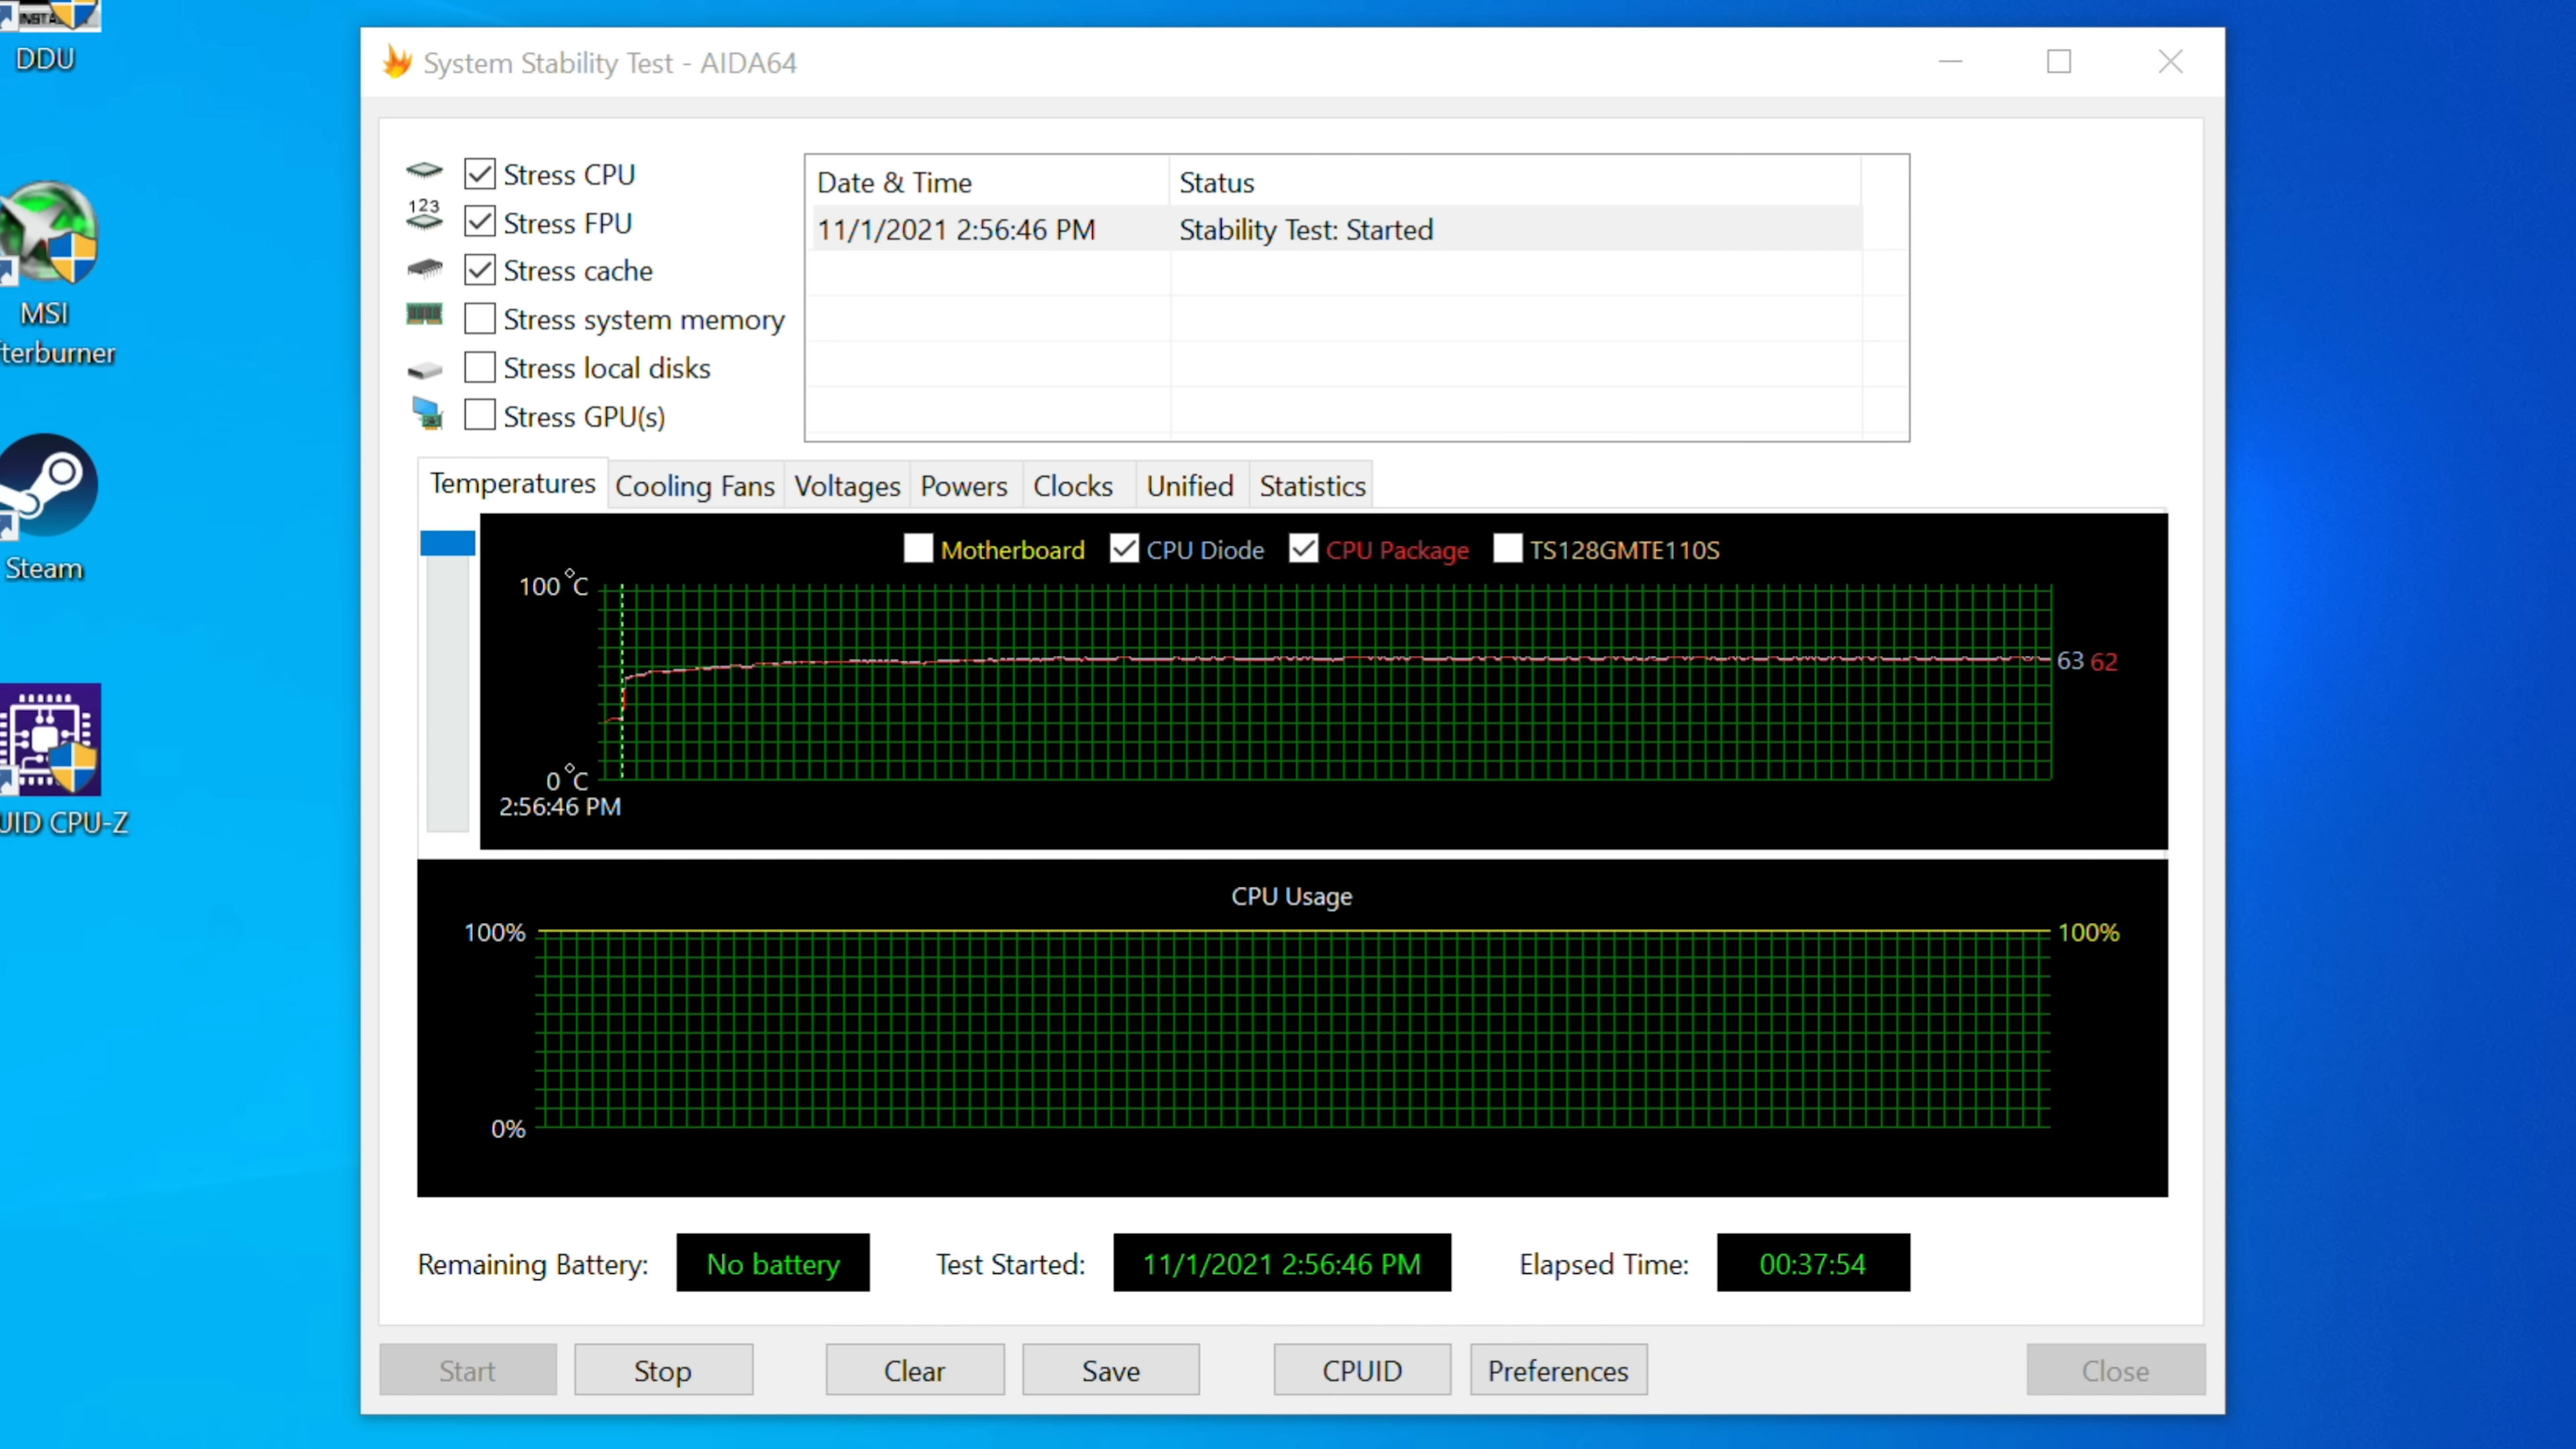 DDU
MSI
terburner
Steam
UID CPU-Z
System Stability Test - AIDA64
Stress CPU
123
Stress FPU
Stress cache
Stress system memory
Stress local disks
Stress GPU(s)
Date & Time Status
11/1/2021 2:56:46 PM Stability Test: Started
Temperatures Cooling Fans Voltages Powers Clocks Unified Statistics
Motherboard CPU Diode CPU Package TS128GMTE110S
100°C
63 62
0°C
2:56:46 PM
CPU Usage
100% 100%
0%
Remaining Battery: No battery Test Started: 11/1/2021 2:56:46 PM Elapsed Time: 00:37:54
Start Stop Clear Save CPUID Preferences Close